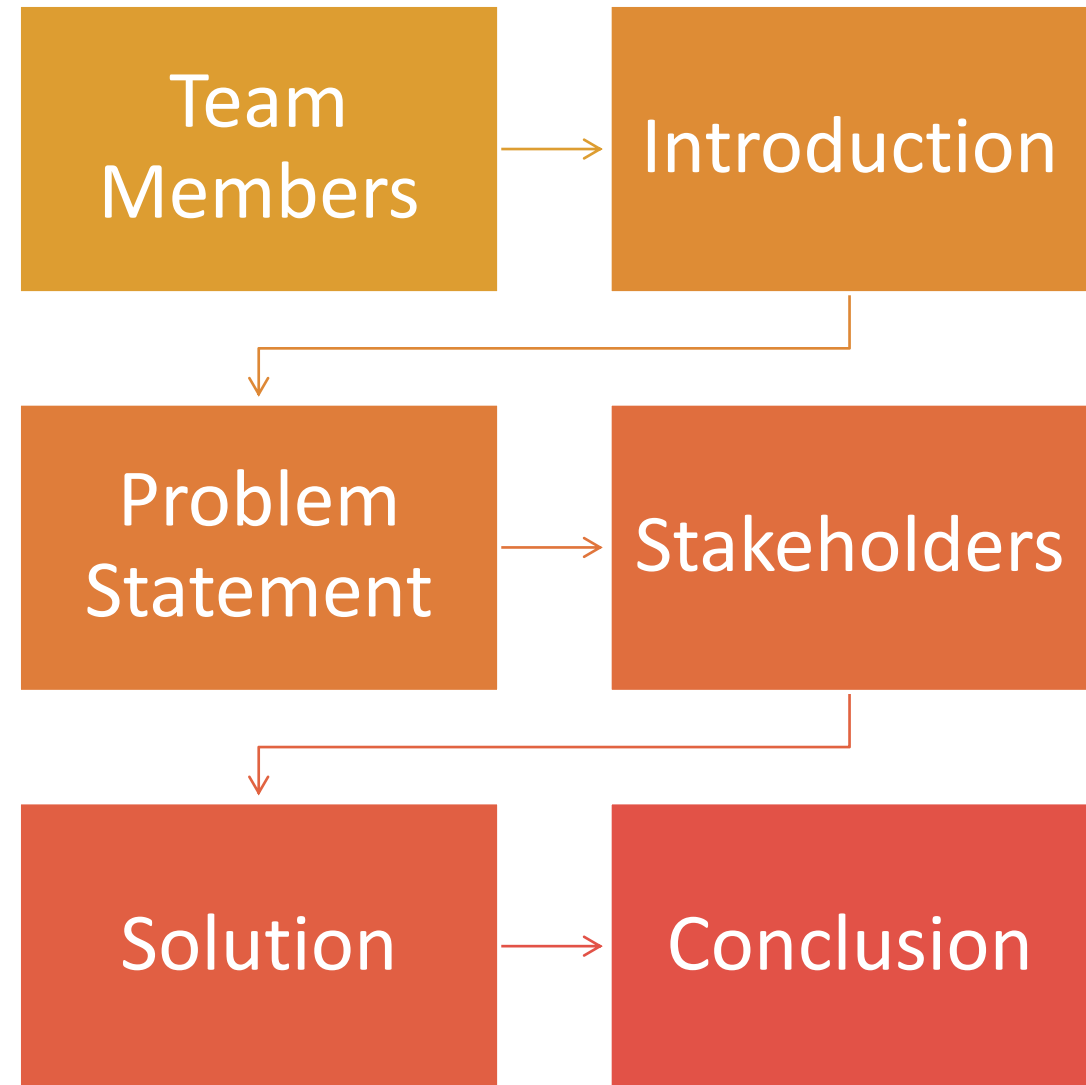 Team
Members
Introduction
Problem
Statement
Stakeholders
Solution
Conclusion